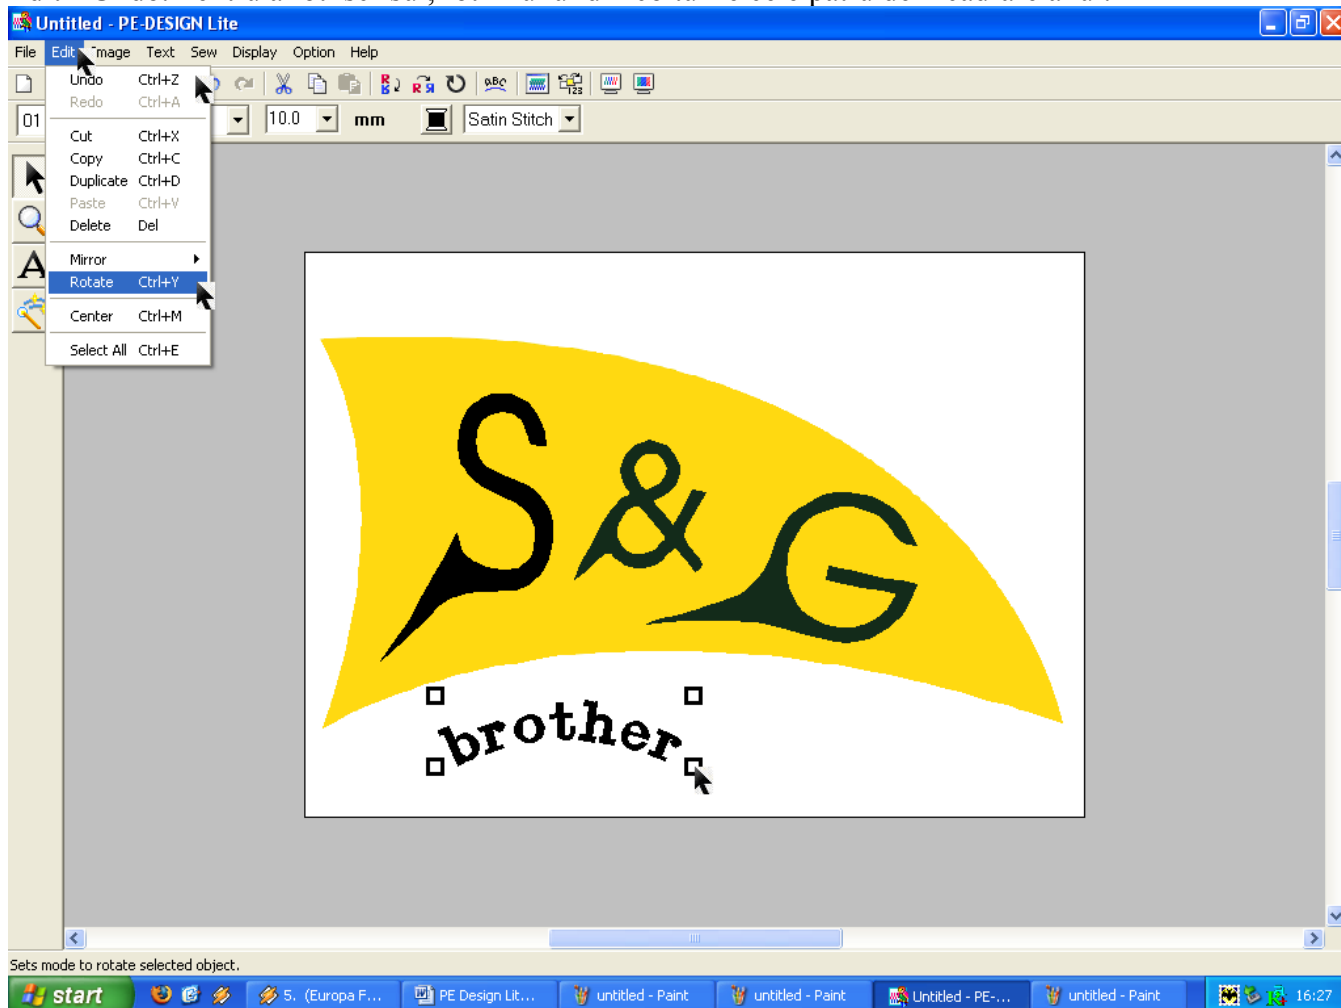 Untitled - PE-DESIGN Lite
File Edit Image Text Sew Display Option Help
01 10.0 mm Satin Stitch
Undo Ctrl+Z
Redo Ctrl+A
Cut Ctrl+X
Copy Ctrl+C
Duplicate Ctrl+D
Paste Ctrl+V
Delete Del
Mirror
Rotate Ctrl+Y
Center Ctrl+M
Select All Ctrl+E
S & G
brother
Sets mode to rotate selected object.
start 5. (Europa F... PE Design Lit... untitled - Paint untitled - Paint Untitled - PE-... untitled - Paint 16:27